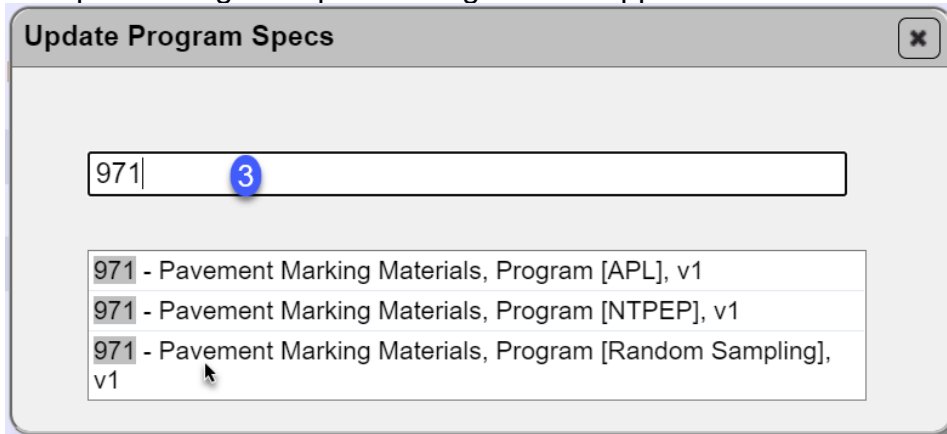 Update Program Specs
971
3
971 - Pavement Marking Materials, Program [APL], v1
971 - Pavement Marking Materials, Program [NTPEP], v1
971 - Pavement Marking Materials, Program [Random Sampling],
v1